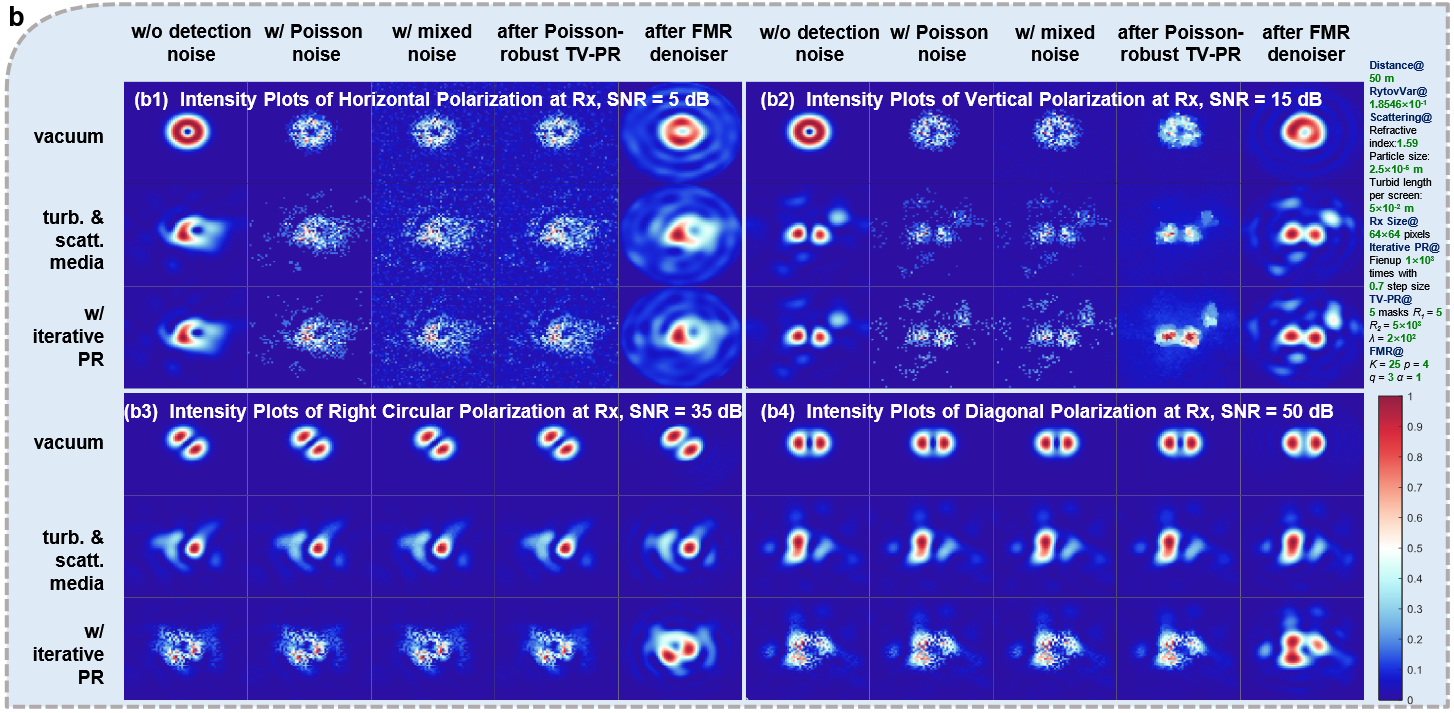 b
w/o detection noise
w/ Poisson noise
w/ mixed noise
after Poisson-robust TV-PR
after FMR denoiser
w/o detection noise
w/ Poisson noise
w/ mixed noise
after Poisson-robust TV-PR
after FMR denoiser
(b1) Intensity Plots of Horizontal Polarization at Rx, SNR = 5 dB
(b2) Intensity Plots of Vertical Polarization at Rx, SNR = 15 dB
vacuum
turb. &
scatt.
media
w/
iterative
PR
(b3) Intensity Plots of Right Circular Polarization at Rx, SNR = 35 dB
(b4) Intensity Plots of Diagonal Polarization at Rx, SNR = 50 dB
vacuum
turb. &
scatt.
media
w/
iterative
PR
Distance@
50 m
RytovVar@
1.8546×10⁻¹
Scattering@
Refractive
index:1.59
Particle size:
2.5×10⁻⁶ m
Turbid length
per screen:
5×10⁻² m
Rx Size@
64×64 pixels
Iterative PR@
Fienup 1×10³
times with
0.7 step size
TV-PR@
5 masks R₁ = 5
R₂ = 5×10³
λ = 2×10²
FMR@
K = 25 p = 4
q = 3 α = 1
1
0.9
0.8
0.7
0.6
0.5
0.4
0.3
0.2
0.1
0